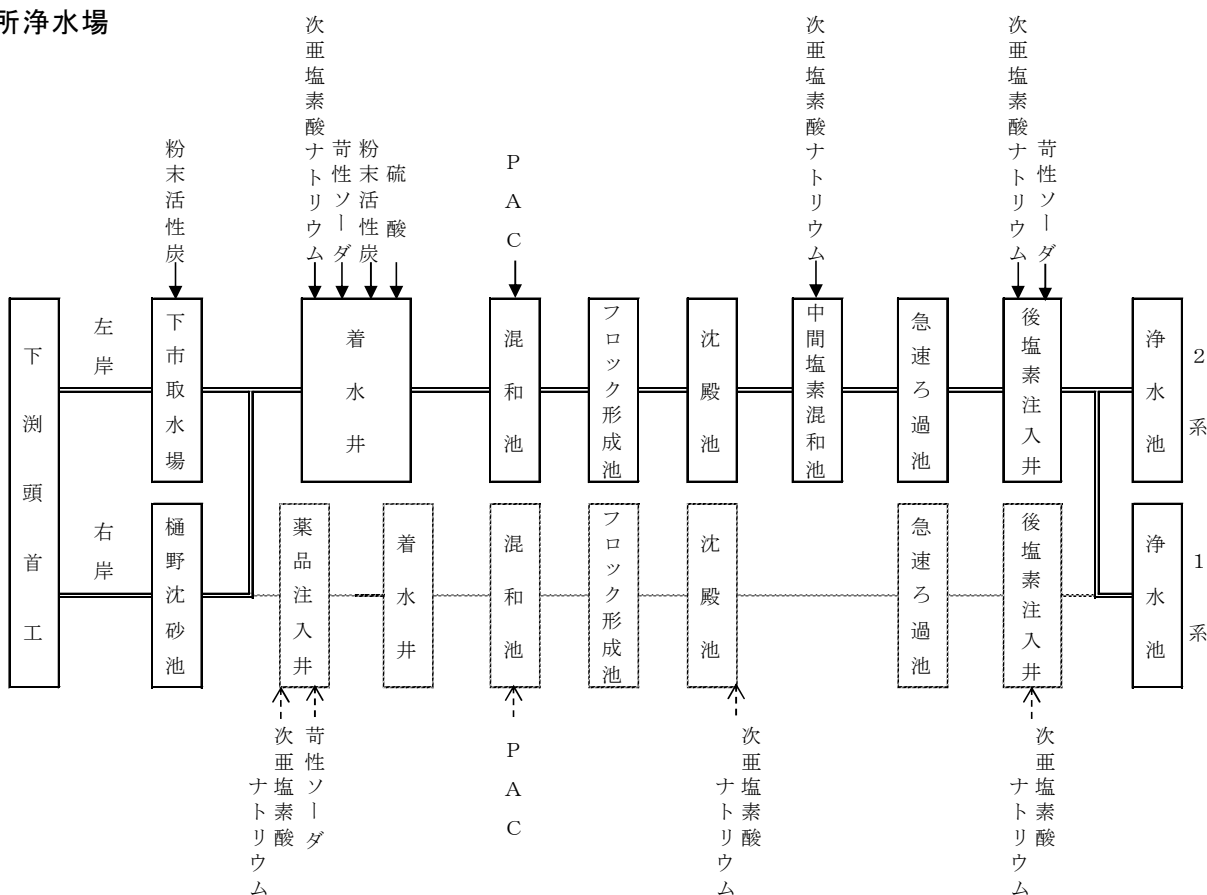 所浄水場
粉末活性炭
次亜塩素酸ナトリウム
苛性ソーダ
粉末活性炭
硫酸
PAC
次亜塩素酸ナトリウム
次亜塩素酸ナトリウム
苛性ソーダ
下渕頭首工
左岸
下市取水場
着水井
混和池
フロック形成池
沈殿池
中間塩素混和池
急速ろ過池
後塩素注入井
浄水池
2系
右岸
樋野沈砂池
薬品注入井
着水井
混和池
フロック形成池
沈殿池
急速ろ過池
後塩素注入井
浄水池
1系
次亜塩素酸
ナトリウム
苛性ソーダ
PAC
次亜塩素酸
ナトリウム
次亜塩素酸
ナトリウム